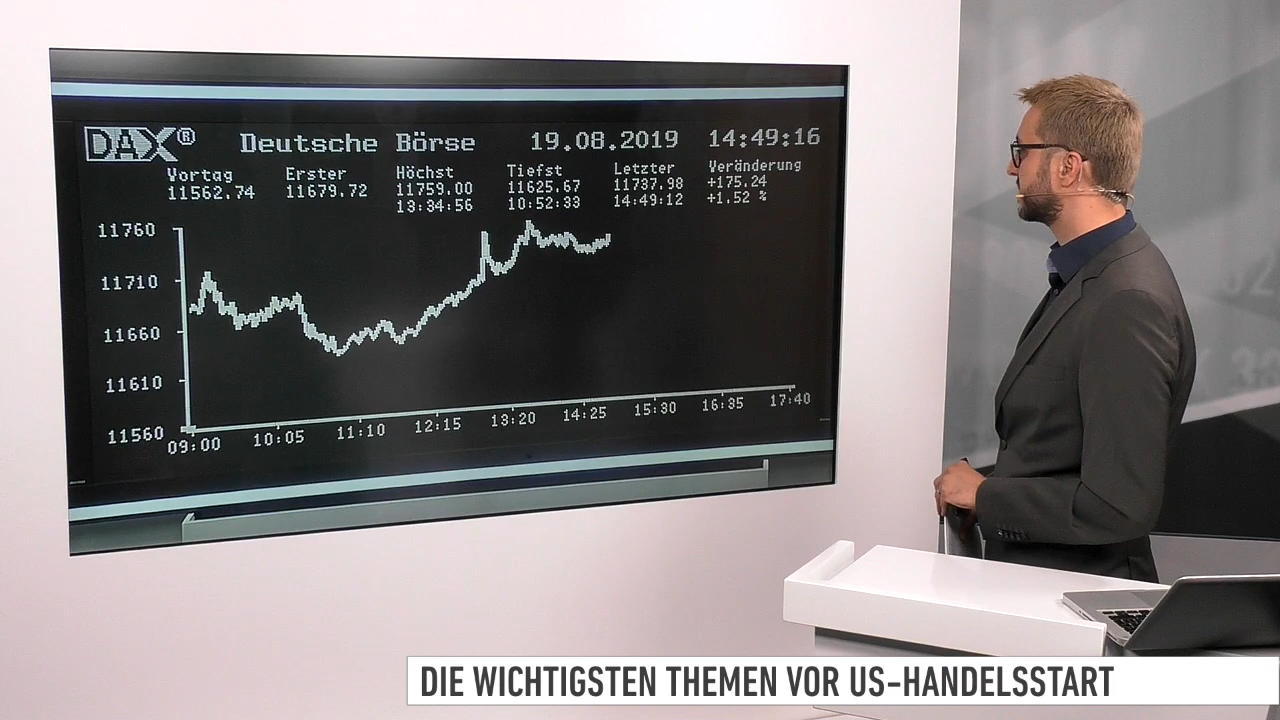 DAX® Deutsche Börse 19.08.2019 14:49:16
Vortag Erster Höchst Tiefst Letzter Veränderung
11562.74 11679.72 11759.00 11625.67 11737.98 +175.24
13:34:56 10:52:33 14:49:12 +1.52 %
11760
11710
11660
11610
11560
09:00 10:05 11:10 12:15 13:20 14:25 15:30 16:35 17:40
DIE WICHTIGSTEN THEMEN VOR US-HANDELSSTART